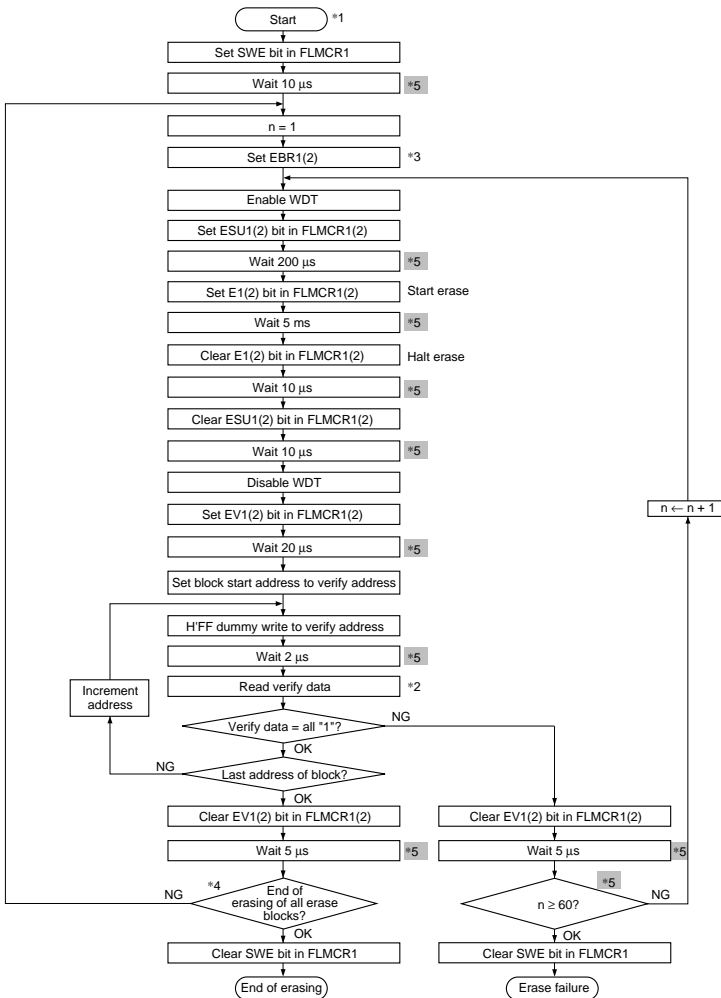 Start *1
Set SWE bit in FLMCR1
Wait 10 μs *5
n = 1
Set EBR1(2) *3
Enable WDT
Set ESU1(2) bit in FLMCR1(2)
Wait 200 μs *5
Set E1(2) bit in FLMCR1(2) Start erase
Wait 5 ms *5
Clear E1(2) bit in FLMCR1(2) Halt erase
Wait 10 μs *5
Clear ESU1(2) bit in FLMCR1(2)
Wait 10 μs *5
Disable WDT
Set EV1(2) bit in FLMCR1(2)
n ← n + 1
Wait 20 μs *5
Set block start address to verify address
H'FF dummy write to verify address
Wait 2 μs *5
Increment
address
Read verify data *2
Verify data = all "1"? NG
OK
NG Last address of block?
OK
Clear EV1(2) bit in FLMCR1(2) Clear EV1(2) bit in FLMCR1(2)
Wait 5 μs *5 Wait 5 μs *5
NG *4 End of
erasing of all erase
blocks?
*5 NG
n ≥ 60?
OK OK
Clear SWE bit in FLMCR1 Clear SWE bit in FLMCR1
End of erasing Erase failure